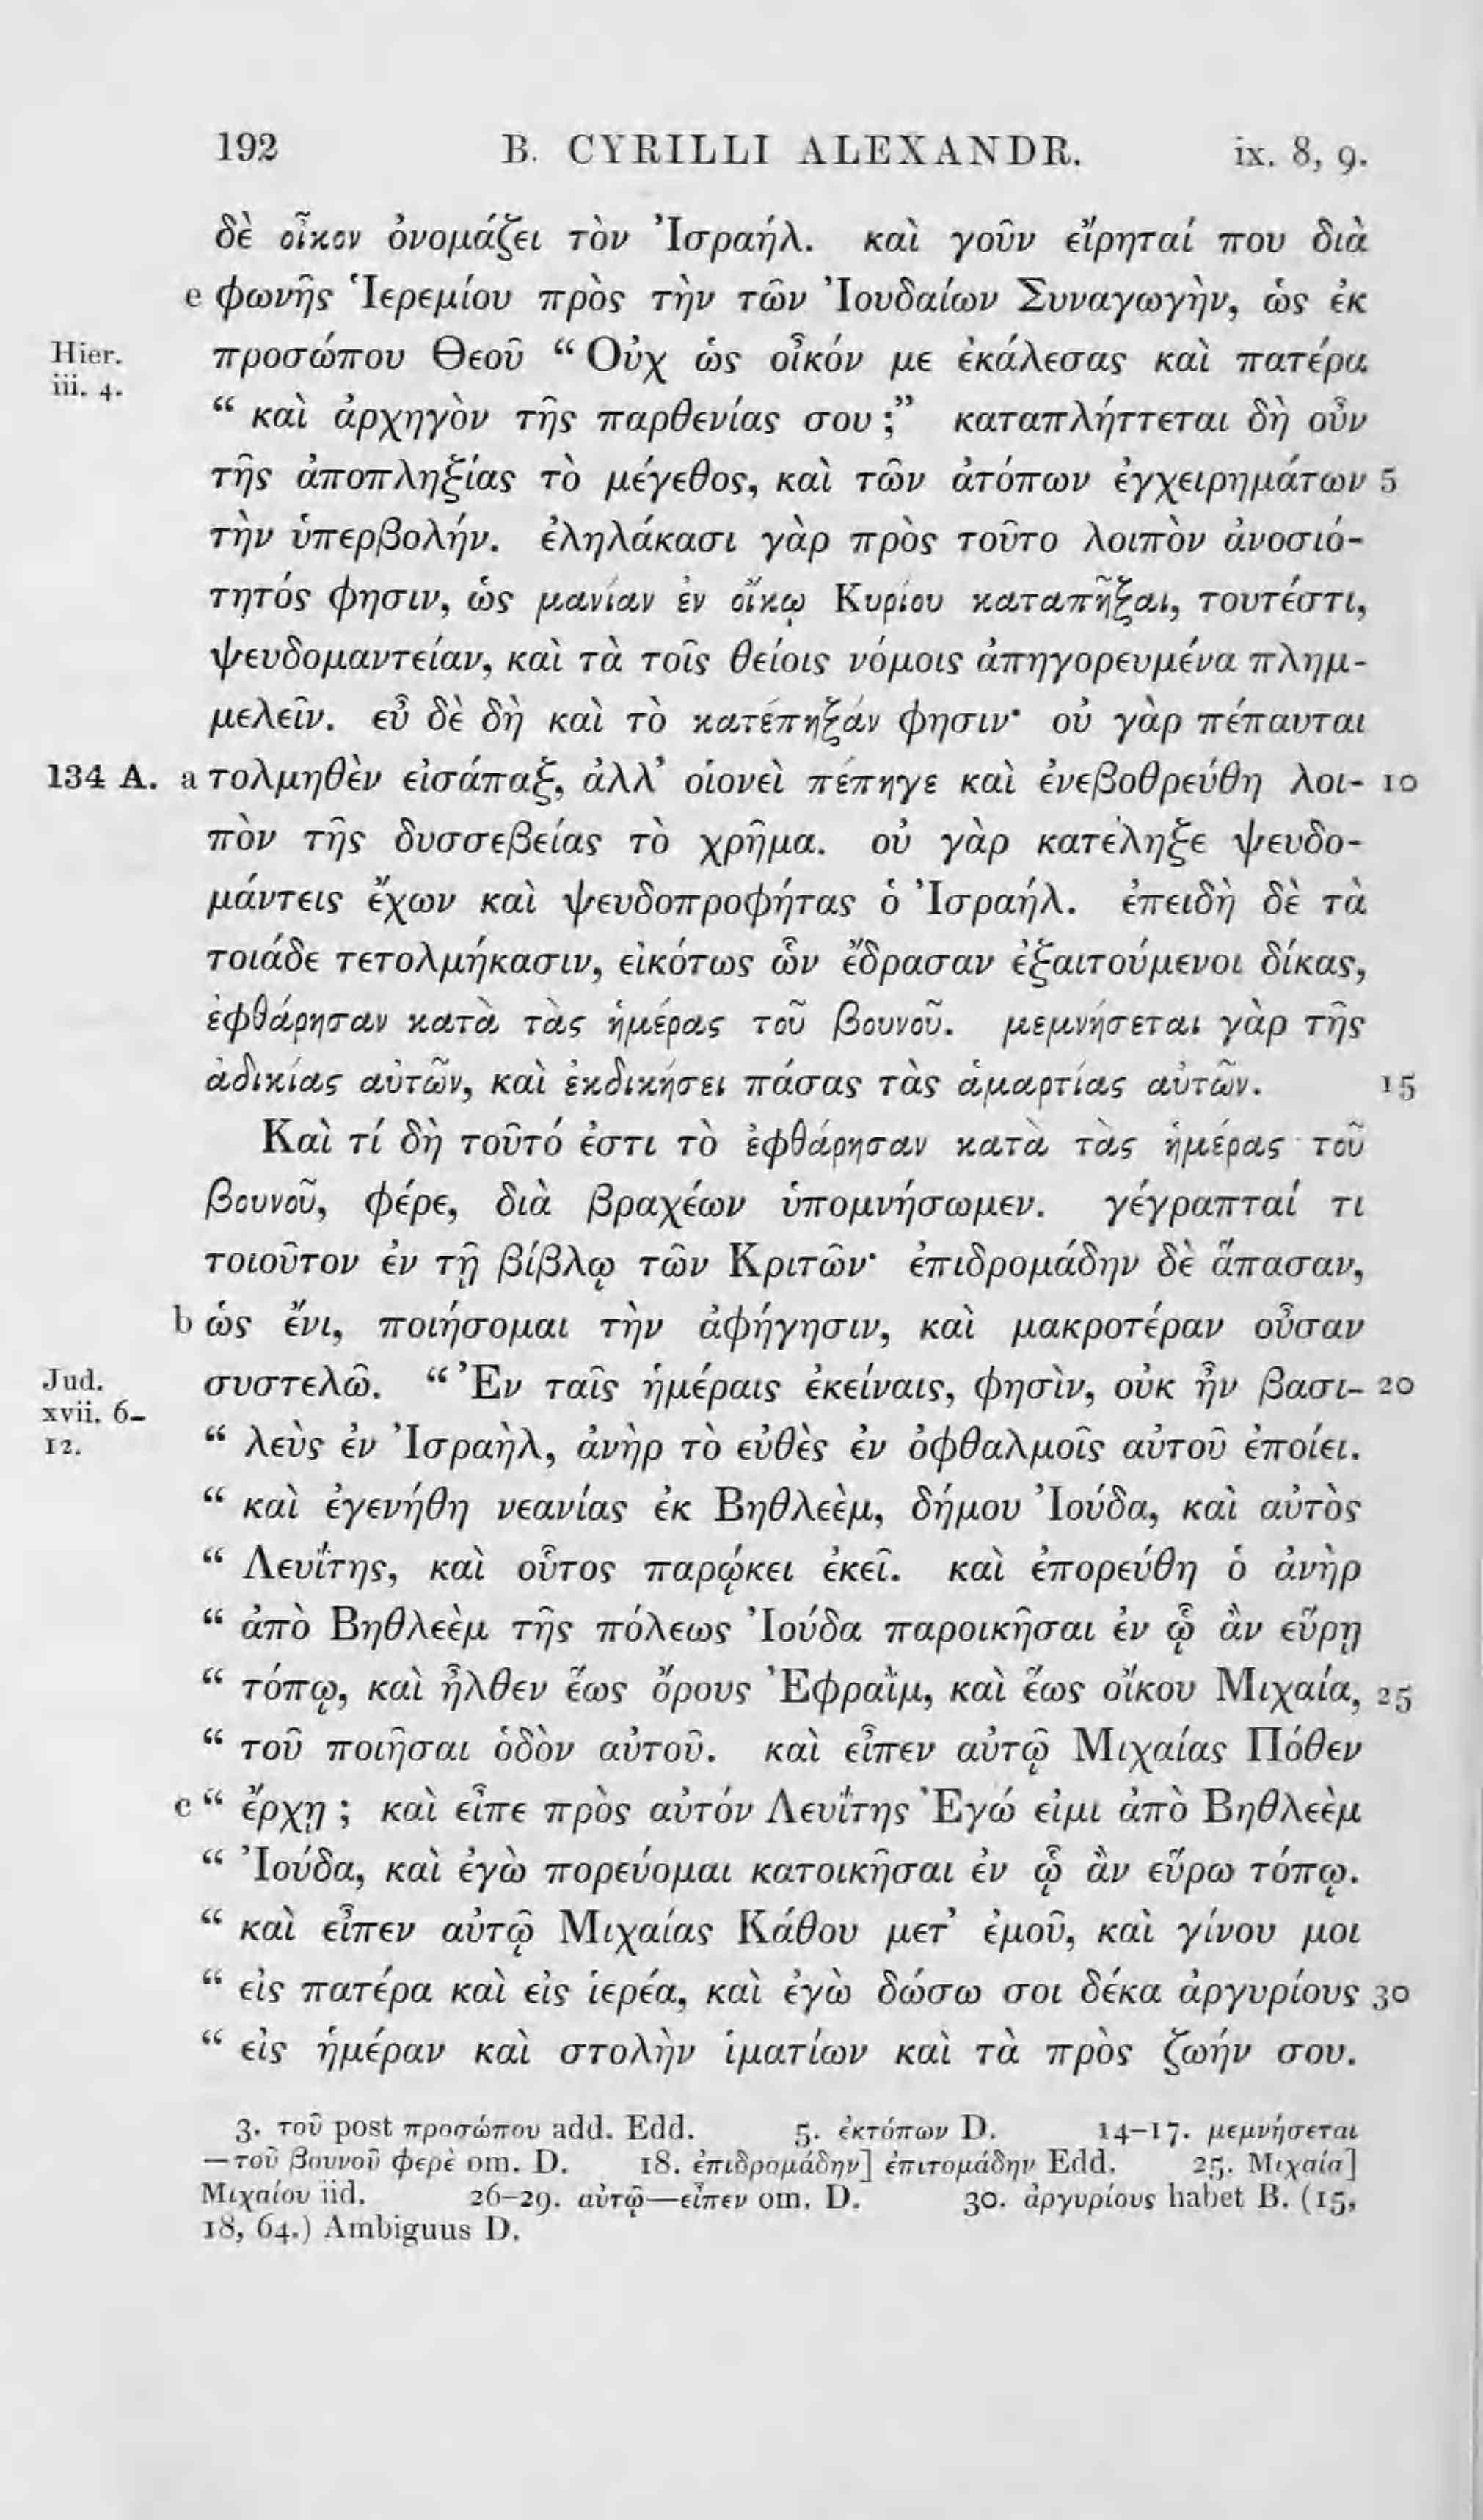 192 B. CYRILLI ALEXANDR. ix. 8, 9.
δὲ οἶκον ὀνομάζει τὸν Ἰσραήλ. καὶ γοῦν εἴρηταί που διὰ
e φωνῆς Ἱερεμίου πρὸς τὴν τῶν Ἰουδαίων Συναγωγὴν, ὡς ἐκ
Hier. iii. 4. προσώπου Θεοῦ “ Οὐχ ὡς οἶκόν με ἐκάλεσας καὶ πατέρα
“ καὶ ἀρχηγὸν τῆς παρθενίας σου ;” καταπλήττεται δὴ οὖν
τῆς ἀποπληξίας τὸ μέγεθος, καὶ τῶν ἀτόπων ἐγχειρημάτων 5
τὴν ὑπερβολήν. ἐληλάκασι γὰρ πρὸς τοῦτο λοιπὸν ἀνοσιό-
τητός φησιν, ὡς μανίαν ἐν οἴκῳ Κυρίου καταπῆξαι, τουτέστι,
ψευδομαντείαν, καὶ τὰ τοῖς θείοις νόμοις ἀπηγορευμένα πλημ-
μελεῖν. εὖ δὲ δὴ καὶ τὸ κατέπηξάν φησιν· οὐ γὰρ πέπαυται
134 A. a τολμηθὲν εἰσάπαξ, ἀλλ’ οἱονεὶ πέπηγε καὶ ἐνεβοθρεύθη λοι- 10
πὸν τῆς δυσσεβείας τὸ χρῆμα. οὐ γὰρ κατέληξε ψευδο-
μάντεις ἔχων καὶ ψευδοπροφήτας ὁ Ἰσραήλ. ἐπειδὴ δὲ τὰ
τοιάδε τετολμήκασιν, εἰκότως ὧν ἔδρασαν ἐξαιτούμενοι δίκας,
ἐφθάρησαν κατὰ τὰς ἡμέρας τοῦ βουνοῦ. μεμνήσεται γὰρ τῆς
ἀδικίας αὐτῶν, καὶ ἐκδικήσει πάσας τὰς ἁμαρτίας αὐτῶν. 15
Καὶ τί δὴ τοῦτό ἐστι τὸ ἐφθάρησαν κατὰ τὰς ἡμέρας τοῦ
βουνοῦ, φέρε, διὰ βραχέων ὑπομνήσωμεν. γέγραπταί τι
τοιοῦτον ἐν τῇ βίβλῳ τῶν Κριτῶν· ἐπιδρομάδην δὲ ἅπασαν,
b ὡς ἔνι, ποιήσομαι τὴν ἀφήγησιν, καὶ μακροτέραν οὖσαν
Jud. xvii. 6– 12. συστελῶ. “ Ἐν ταῖς ἡμέραις ἐκείναις, φησὶν, οὐκ ἦν βασι- 20
“ λεὺς ἐν Ἰσραὴλ, ἀνὴρ τὸ εὐθὲς ἐν ὀφθαλμοῖς αὐτοῦ ἐποίει.
“ καὶ ἐγενήθη νεανίας ἐκ Βηθλεὲμ, δήμου Ἰούδα, καὶ αὐτὸς
“ Λευΐτης, καὶ οὗτος παρῴκει ἐκεῖ. καὶ ἐπορεύθη ὁ ἀνὴρ
“ ἀπὸ Βηθλεὲμ τῆς πόλεως Ἰούδα παροικῆσαι ἐν ᾧ ἂν εὕρῃ
“ τόπῳ, καὶ ἦλθεν ἕως ὄρους Ἐφραῒμ, καὶ ἕως οἴκου Μιχαία, 25
“ τοῦ ποιῆσαι ὁδὸν αὐτοῦ. καὶ εἶπεν αὐτῷ Μιχαίας Πόθεν
c “ ἔρχῃ ; καὶ εἶπε πρὸς αὐτόν Λευΐτης Ἐγώ εἰμι ἀπὸ Βηθλεὲμ
“ Ἰούδα, καὶ ἐγὼ πορεύομαι κατοικῆσαι ἐν ᾧ ἂν εὕρω τόπῳ.
“ καὶ εἶπεν αὐτῷ Μιχαίας Κάθου μετ’ ἐμοῦ, καὶ γίνου μοι
“ εἰς πατέρα καὶ εἰς ἱερέα, καὶ ἐγὼ δώσω σοι δέκα ἀργυρίους 30
“ εἰς ἡμέραν καὶ στολὴν ἱματίων καὶ τὰ πρὸς ζωήν σου.
3. τοῦ post προσώπου add. Edd. 5. ἐκτόπων D. 14–17. μεμνήσεται
—τοῦ βουνοῦ φερὲ om. D. 18. ἐπιδρομάδην] ἐπιτομάδην Edd. 25. Μιχαία]
Μιχαίου iid. 26–29. αὐτῷ—εἶπεν om. D. 30. ἀργυρίους habet B. (15,
18, 64.) Ambiguus D.